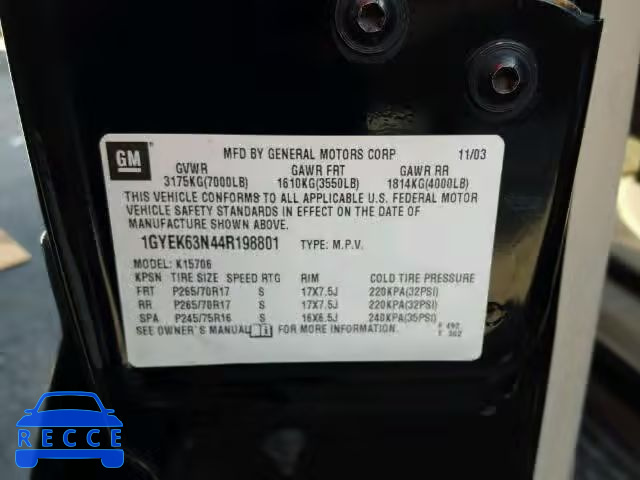 GM
MFD BY GENERAL MOTORS CORP 11/03
GVWR GAWR FRT GAWR RR
3175KG(7000LB) 1610KG(3550LB) 1814KG(4000LB)
THIS VEHICLE CONFORMS TO ALL APPLICABLE U.S. FEDERAL MOTOR
VEHICLE SAFETY STANDARDS IN EFFECT ON THE DATE OF
MANUFACTURE SHOWN ABOVE.
1GYEK63N44R198801 TYPE: M.P.V.
MODEL: K15706
KPSN TIRE SIZE SPEED RTG RIM COLD TIRE PRESSURE
FRT P265/70R17 S 17X7.5J 220KPA(32PSI)
RR P265/70R17 S 17X7.5J 220KPA(32PSI)
SPA P245/75R16 S 16X6.5J 240KPA(35PSI)
SEE OWNER'S MANUAL FOR MORE INFORMATION.
RECCE